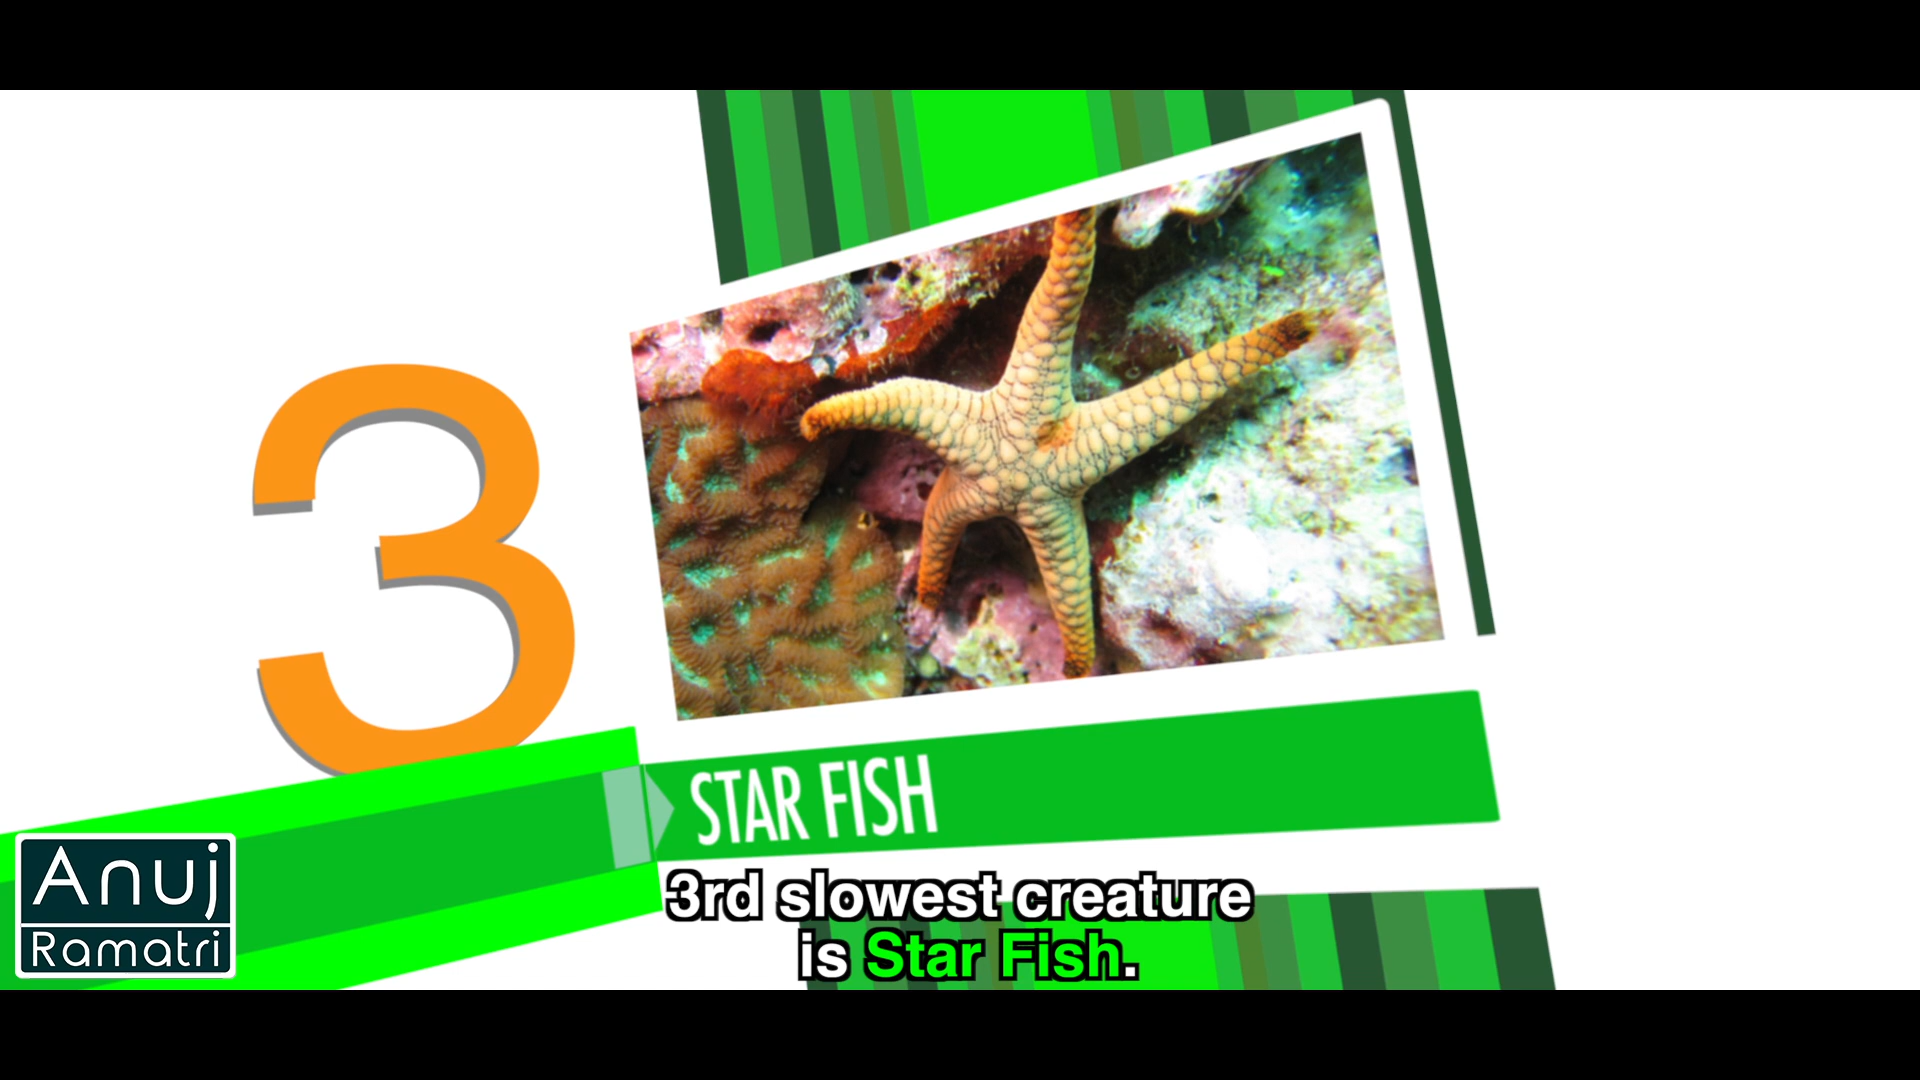 3
STAR FISH
Anuj
Ramatri
3rd slowest creature
is Star Fish.